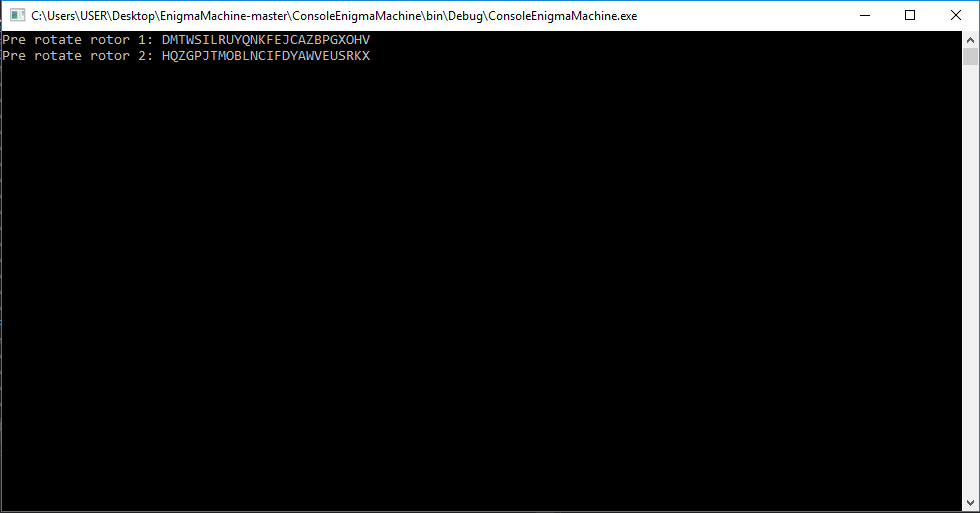 C:\Users\USER\Desktop\EnigmaMachine-master\ConsoleEnigmaMachine\bin\Debug\ConsoleEnigmaMachine.exe
Pre rotate rotor 1: DMTWSILRUYQNKFEJCAZBPGXOHV
Pre rotate rotor 2: HQZGPJTMOBLNCIFDYAWVEUSRKX